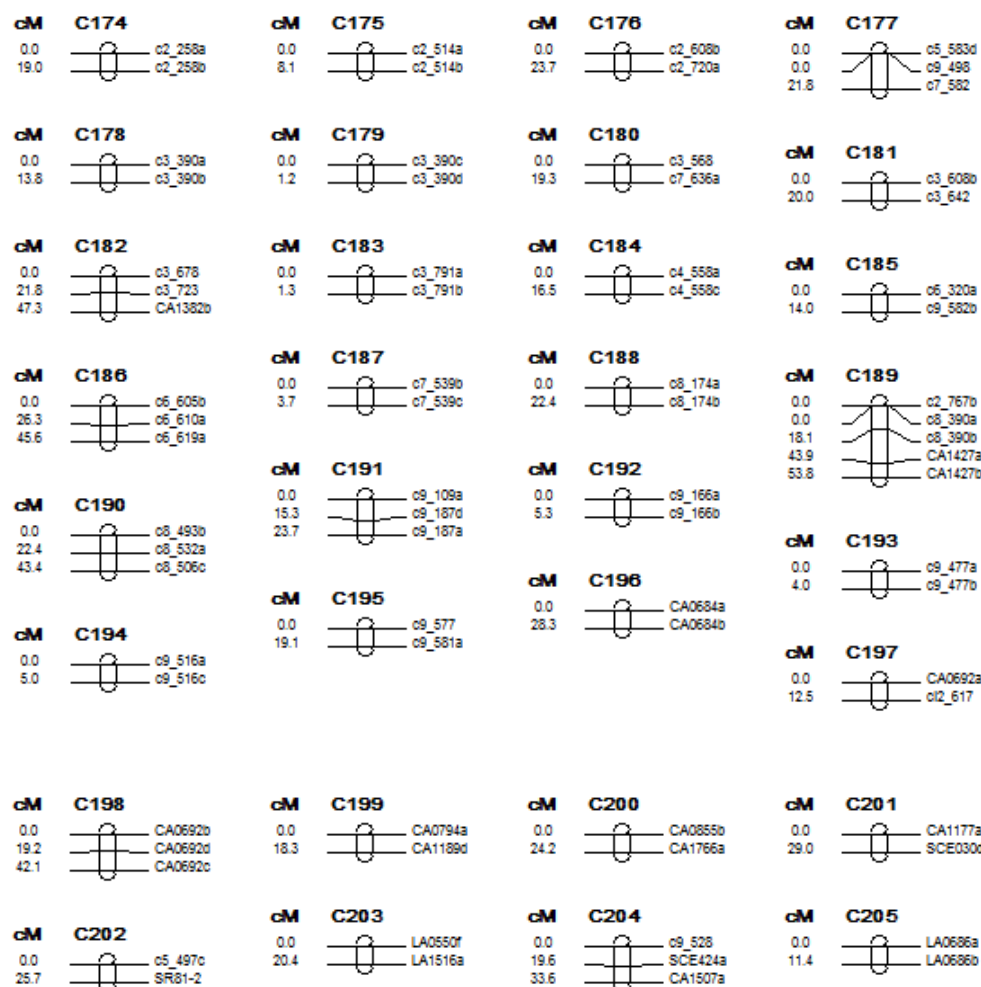 cM C174
0.0 c2_258a
19.0 c2_258b
cM C175
0.0 c2_514a
8.1 c2_514b
cM C176
0.0 c2_608b
23.7 c2_720a
cM C177
0.0 c5_583d
0.0 c9_498
21.8 c7_582
cM C178
0.0 c3_390a
13.8 c3_390b
cM C179
0.0 c3_390c
1.2 c3_390d
cM C180
0.0 c3_568
19.3 c7_636a
cM C181
0.0 c3_608b
20.0 c3_642
cM C182
0.0 c3_678
21.8 c3_723
47.3 CA1382b
cM C183
0.0 c3_791a
1.3 c3_791b
cM C184
0.0 c4_558a
16.5 c4_558c
cM C185
0.0 c6_320a
14.0 c9_582b
cM C186
0.0 c6_605b
26.3 c6_610a
45.6 c6_619a
cM C187
0.0 c7_539b
3.7 c7_539c
cM C188
0.0 c8_174a
22.4 c8_174b
cM C189
0.0 c2_767b
0.0 c8_390a
18.1 c8_390b
43.9 CA1427a
53.8 CA1427b
cM C190
0.0 c8_493b
22.4 c8_532a
43.4 c8_506c
cM C191
0.0 c9_109a
15.3 c9_187d
23.7 c9_187a
cM C192
0.0 c9_166a
5.3 c9_166b
cM C193
0.0 c9_477a
4.0 c9_477b
cM C194
0.0 c9_516a
5.0 c9_516c
cM C195
0.0 c9_577
19.1 c9_581a
cM C196
0.0 CA0684a
28.3 CA0684b
cM C197
0.0 CA0692a
12.5 cl2_617
cM C198
0.0 CA0692b
19.2 CA0692d
42.1 CA0692c
cM C199
0.0 CA0794a
18.3 CA1189d
cM C200
0.0 CA0855b
24.2 CA1766a
cM C201
0.0 CA1177a
29.0 SCE030c
cM C202
0.0 c5_497c
25.7 SR81-2
cM C203
0.0 LA0550f
20.4 LA1516a
cM C204
0.0 c9_528
19.6 SCE424a
33.6 CA1507a
cM C205
0.0 LA0686a
11.4 LA0686b